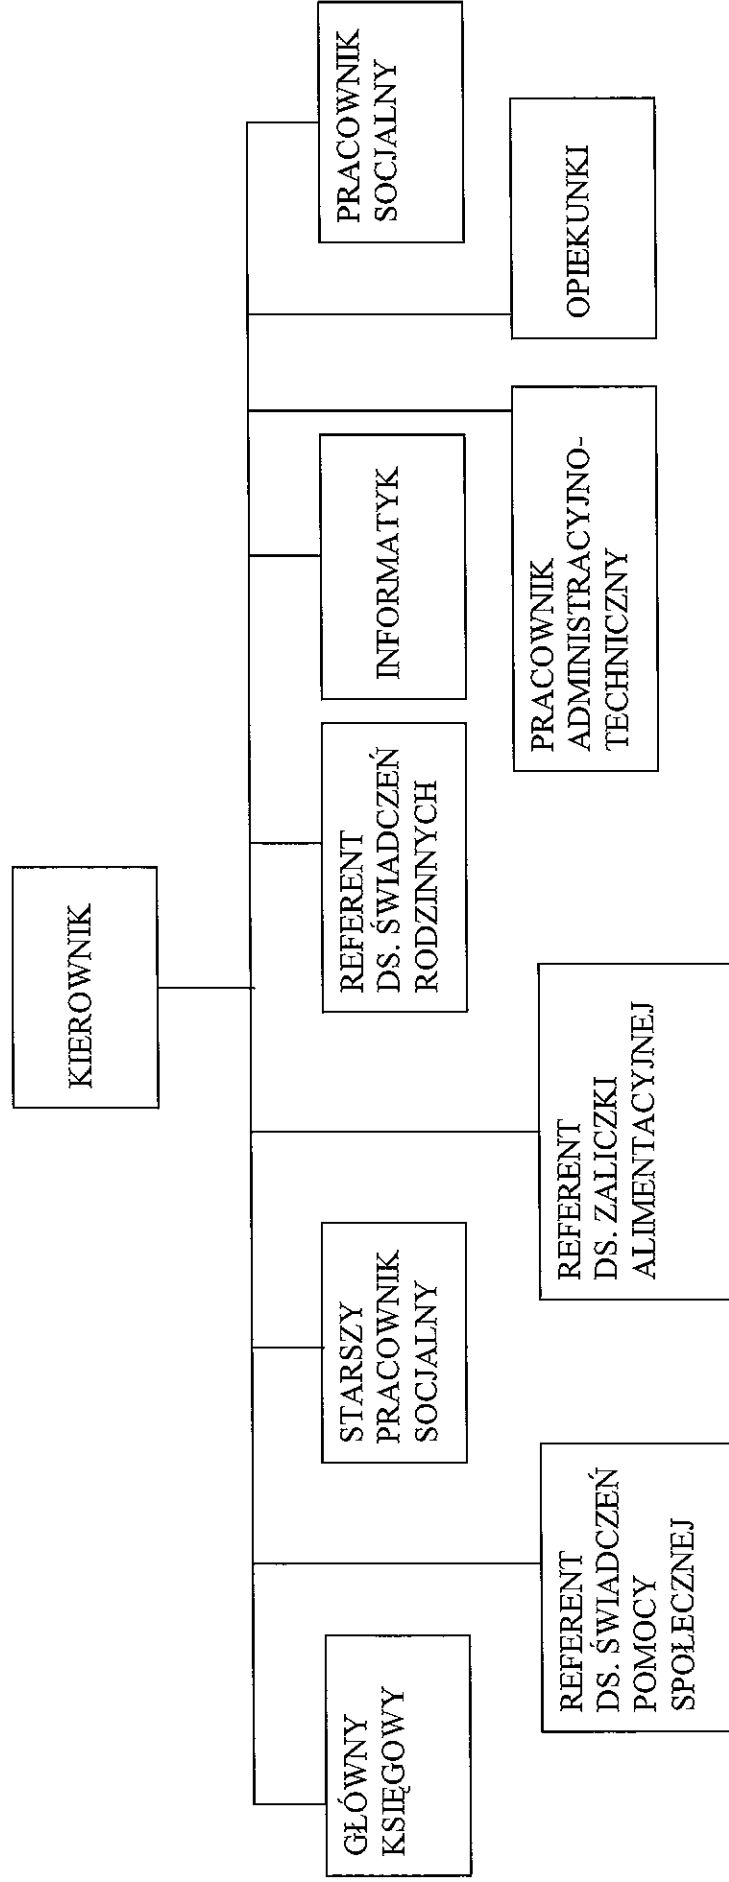 KIEROWNIK
GŁÓWNY
KSIĘGOWY
STARSZY
PRACOWNIK
SOCJALNY
REFERENT
DS. ŚWIADCZEŃ
RODZINNYCH
INFORMATYK
PRACOWNIK
SOCJALNY
REFERENT
DS. ŚWIADCZEŃ
POMOCY
SPOŁECZNEJ
REFERENT
DS. ZALICZKI
ALIMENTACYJNEJ
PRACOWNIK
ADMINISTRACYJNO-
TECHNICZNY
OPIEKUNKI